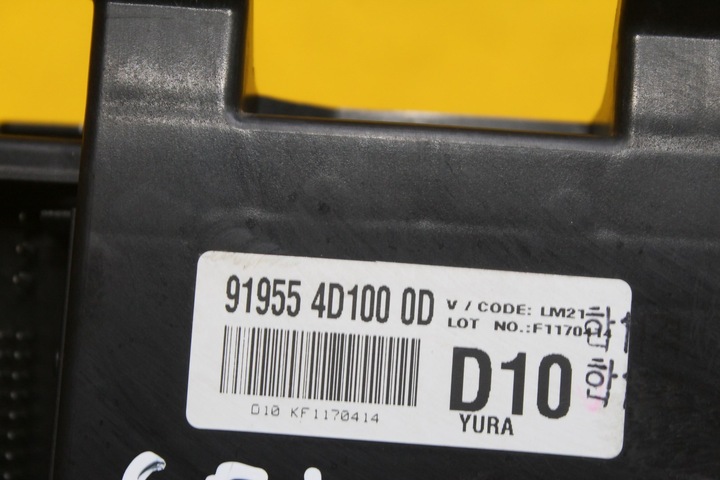 91955 4D100 0D
V / CODE: LM21
LOT NO.:F1170414
D10
YURA
D10 KF1170414